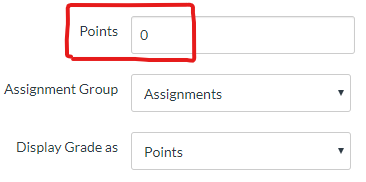 Points 0
Assignment Group Assignments
Display Grade as Points